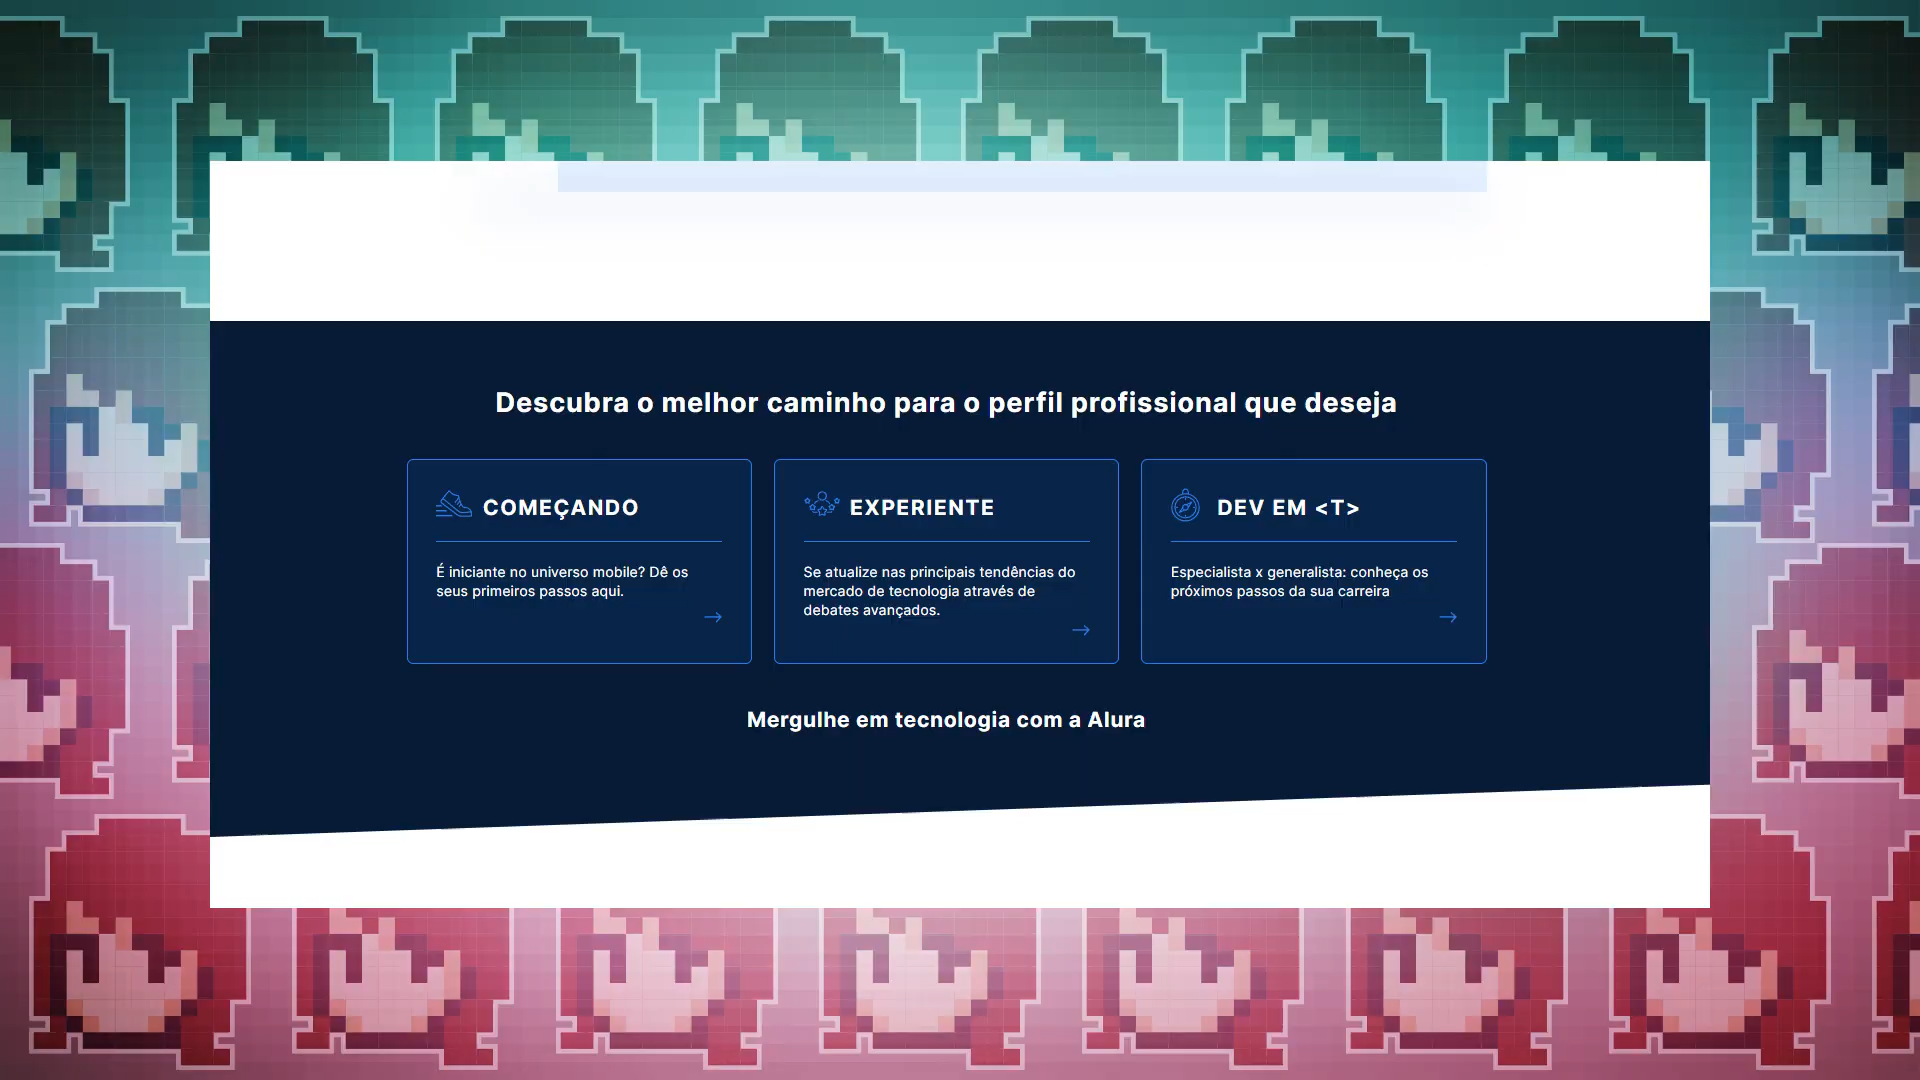 Descubra o melhor caminho para o perfil profissional que deseja
COMEÇANDO
É iniciante no universo mobile? Dê os
seus primeiros passos aqui.
EXPERIENTE
Se atualize nas principais tendências do
mercado de tecnologia através de
debates avançados.
DEV EM <T>
Especialista x generalista: conheça os
próximos passos da sua carreira
Mergulhe em tecnologia com a Alura